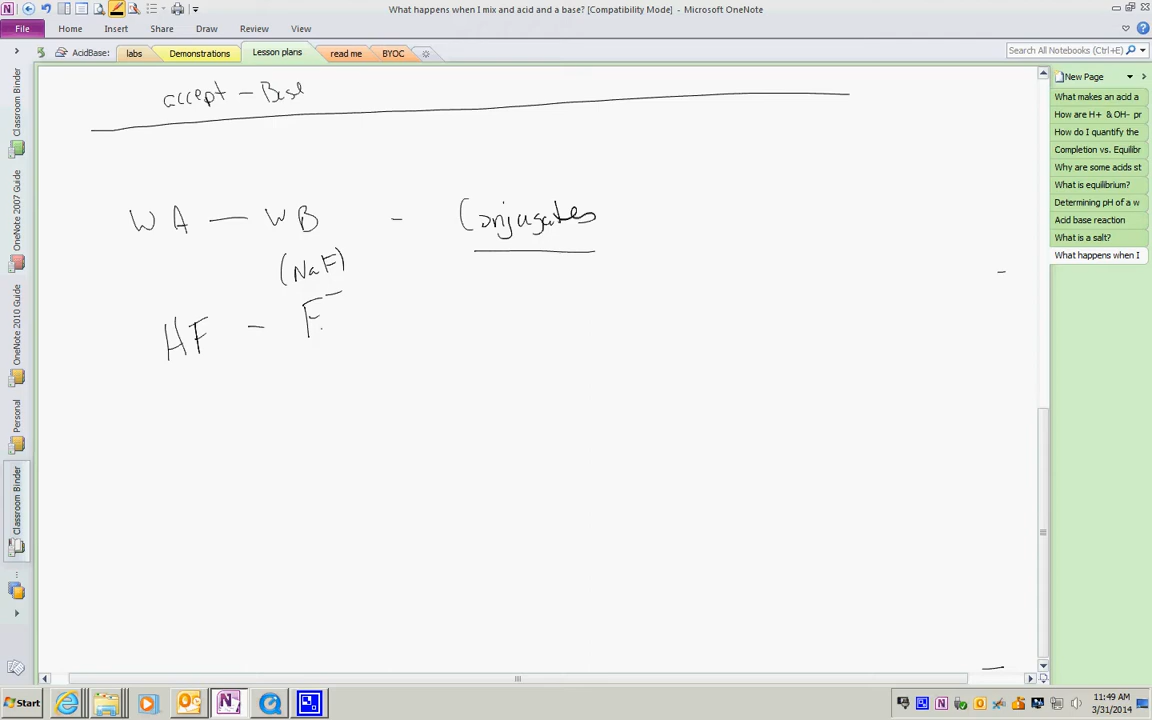 What happens when I mix and acid and a base? [Compatibility Mode] - Microsoft OneNote
File Home Insert Share Draw Review View
AcidBase: labs Demonstrations Lesson plans read me BYOC
Search All Notebooks (Ctrl+E)
Classroom Binder
OneNote 2007 Guide
OneNote 2010 Guide
Personal
Classroom Binder
accept - Base
WA — WB - Conjugates
(NaF)
HF - F⁻
New Page
What makes an acid a
How are H+ & OH- pr
How do I quantify the
Completion vs. Equilibr
Why are some acids st
What is equilibrium?
Determining pH of a w
Acid base reaction
What is a salt?
What happens when I
Start
11:49 AM
3/31/2014